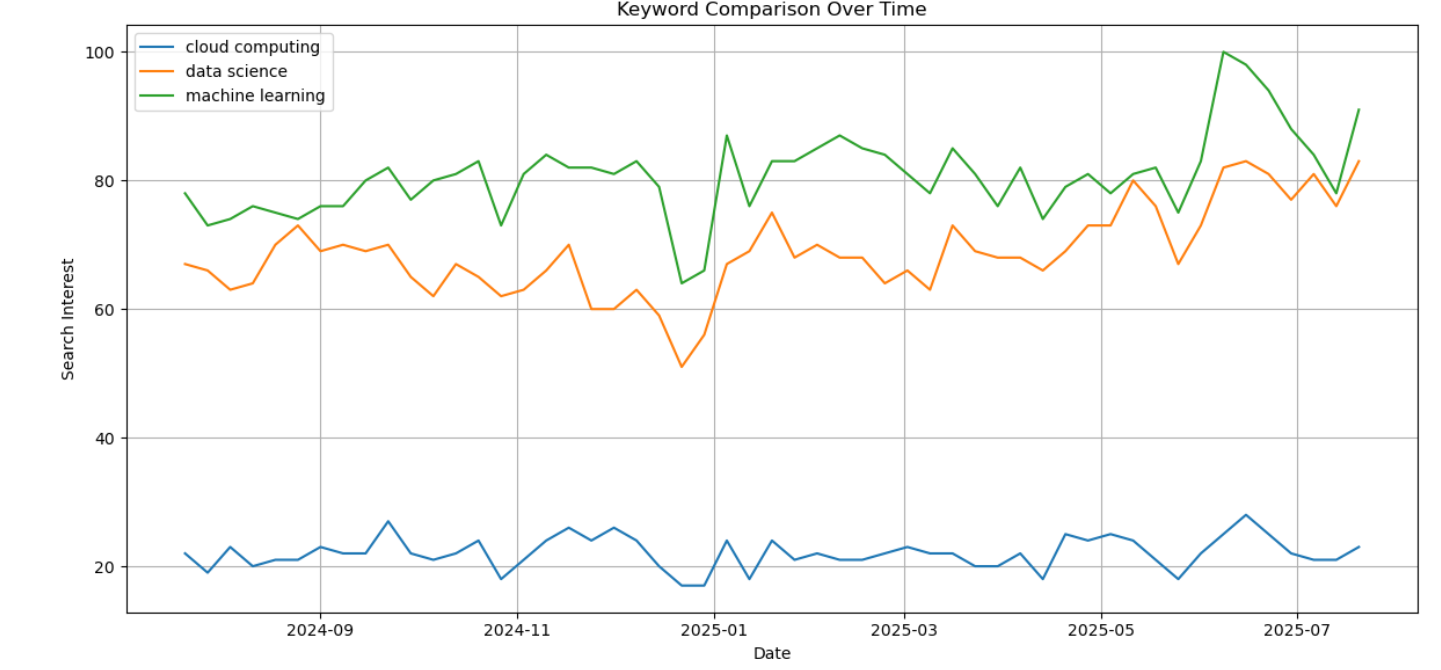 Keyword Comparison Over Time
cloud computing
data science
machine learning
100
80
60
40
20
Search Interest
2024-09
2024-11
2025-01
2025-03
2025-05
2025-07
Date